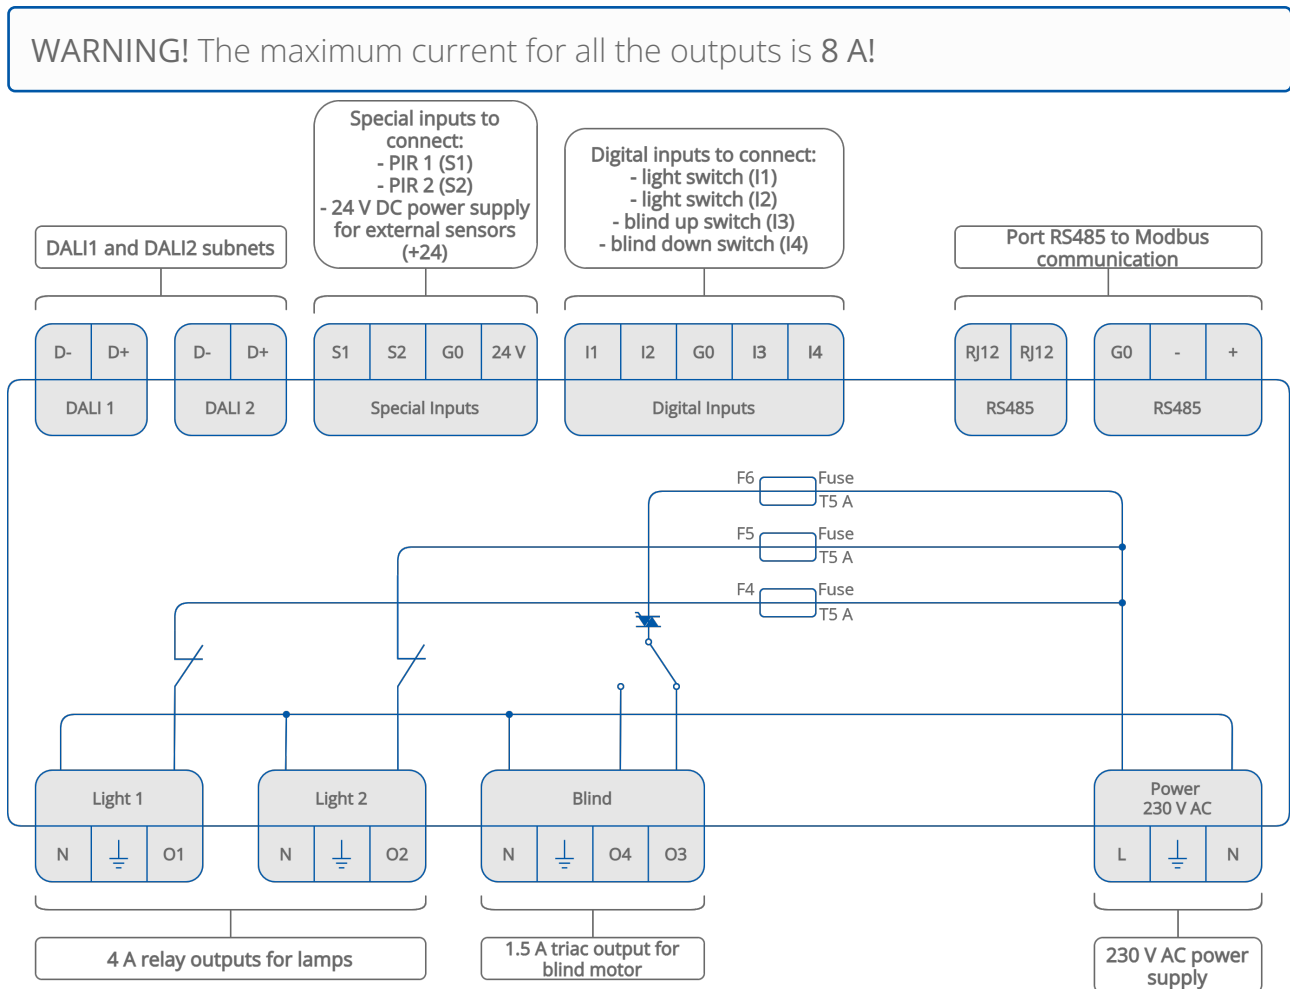 WARNING! The maximum current for all the outputs is 8 A!
Special inputs to
connect:
- PIR 1 (S1)
- PIR 2 (S2)
- 24 V DC power supply
for external sensors
(+24)
Digital inputs to connect:
- light switch (I1)
- light switch (I2)
- blind up switch (I3)
- blind down switch (I4)
DALI1 and DALI2 subnets
Port RS485 to Modbus
communication
D- D+
D- D+
S1 S2 G0 24 V
I1 I2 G0 I3 I4
RJ12 RJ12
G0 - +
DALI 1
DALI 2
Special Inputs
Digital Inputs
RS485
RS485
F6 Fuse
T5 A
F5 Fuse
T5 A
F4 Fuse
T5 A
Light 1
Light 2
Blind
Power
230 V AC
N O1
N O2
N O4 O3
L N
4 A relay outputs for lamps
1.5 A triac output for
blind motor
230 V AC power
supply